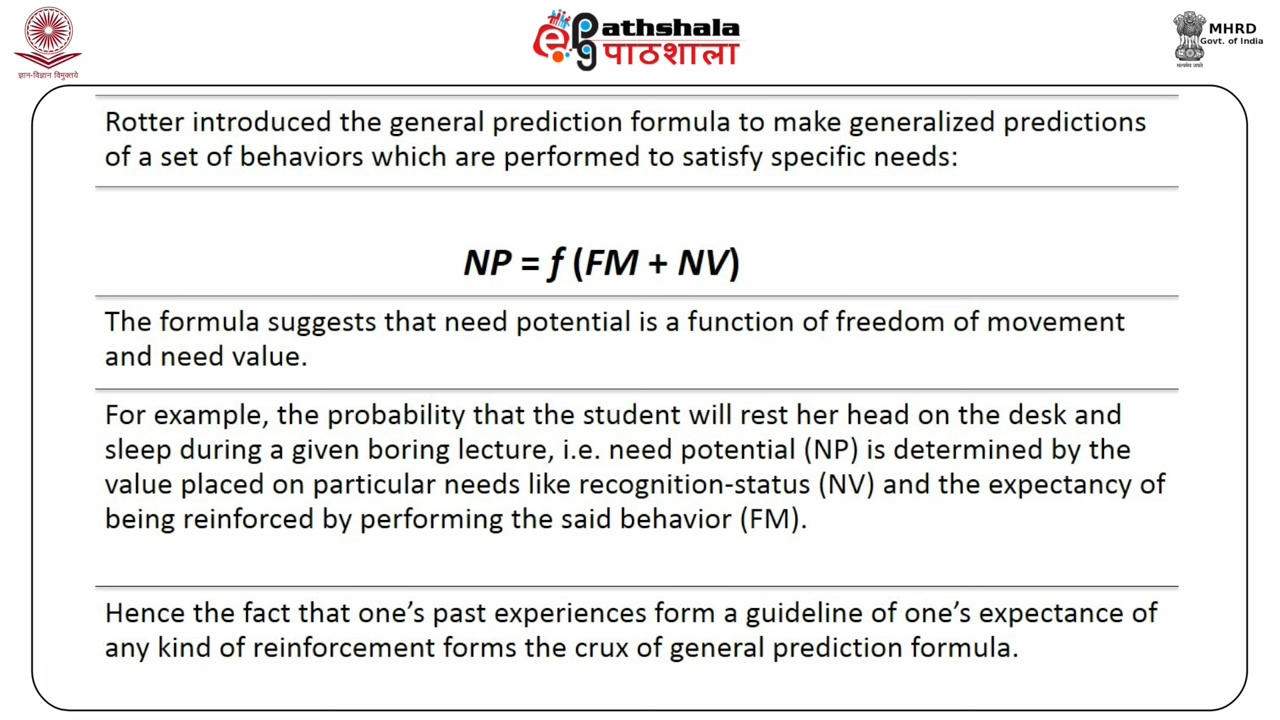 ज्ञान-विज्ञान विमुक्तये
epathshala
पाठशाला
MHRD
Govt. of India
सत्यमेव जयते
Rotter introduced the general prediction formula to make generalized predictions
of a set of behaviors which are performed to satisfy specific needs:
NP = f (FM + NV)
The formula suggests that need potential is a function of freedom of movement
and need value.
For example, the probability that the student will rest her head on the desk and
sleep during a given boring lecture, i.e. need potential (NP) is determined by the
value placed on particular needs like recognition-status (NV) and the expectancy of
being reinforced by performing the said behavior (FM).
Hence the fact that one’s past experiences form a guideline of one’s expectance of
any kind of reinforcement forms the crux of general prediction formula.